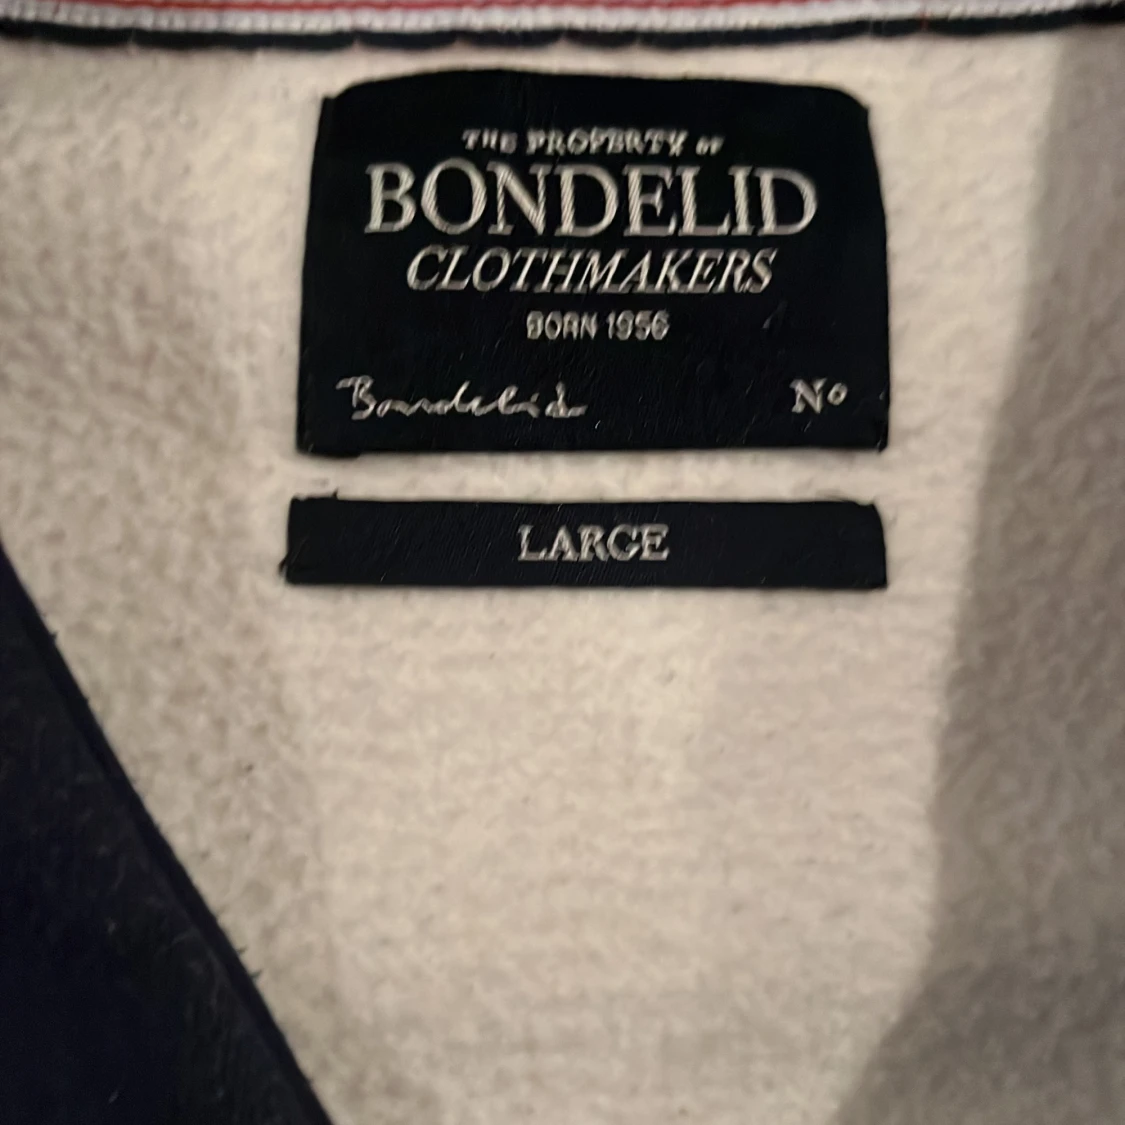 THE PROPERTY OF
BONDELID
CLOTHMAKERS
BORN 1956
Bondelid Nº
LARGE